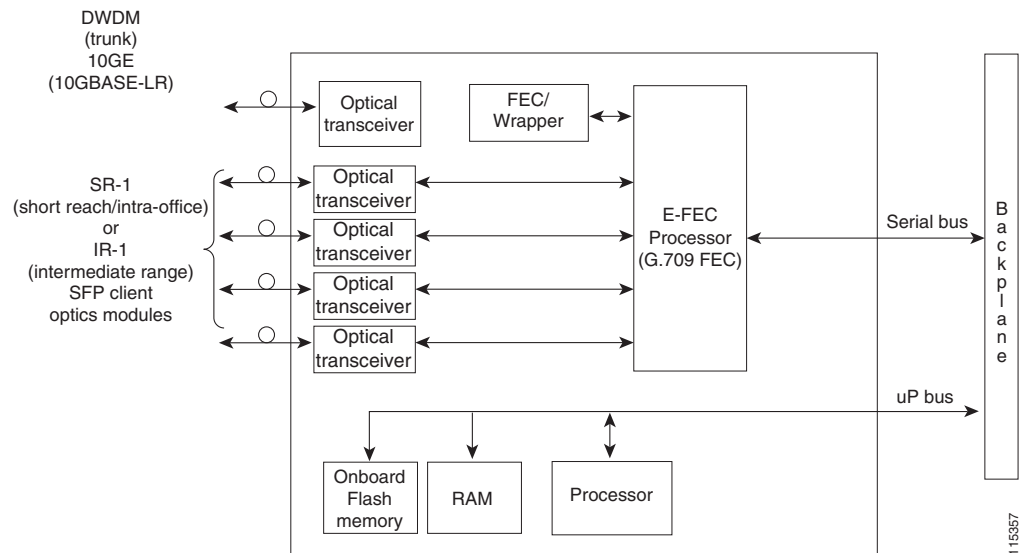 DWDM
(trunk)
10GE
(10GBASE-LR)
Optical
transceiver
FEC/
Wrapper
SR-1
(short reach/intra-office)
or
IR-1
(intermediate range)
SFP client
optics modules
Optical
transceiver
Optical
transceiver
Optical
transceiver
Optical
transceiver
E-FEC
Processor
(G.709 FEC)
Serial bus
Backplane
uP bus
Onboard
Flash
memory
RAM
Processor
115357